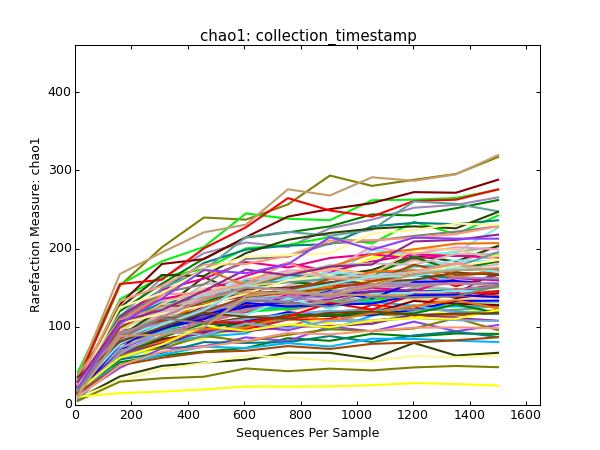 chao1: collection_timestamp
Rarefaction Measure: chao1
400
300
200
100
0
0 200 400 600 800 1000 1200 1400 1600
Sequences Per Sample